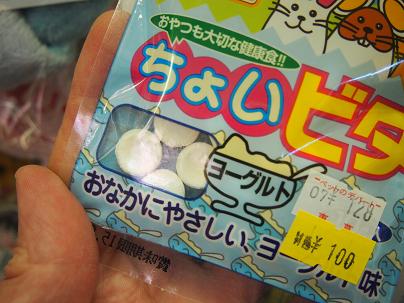 おやつも大切な健康食!!
ちょいビタ
ヨーグルト
おなかにやさしい、ヨーグルト味
ペットのデパート
100